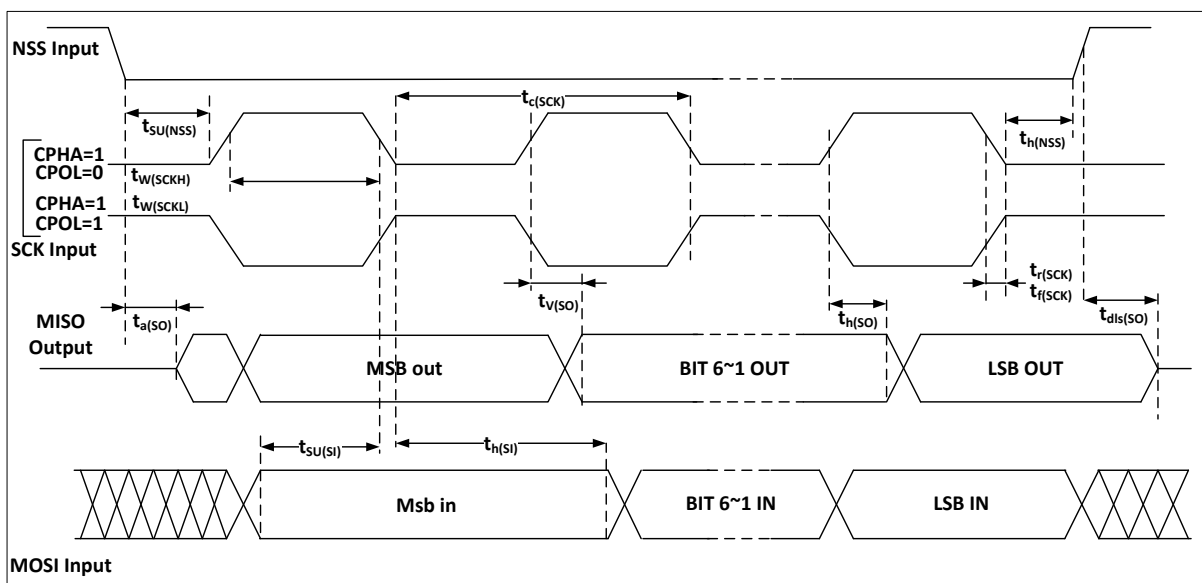 NSS Input
tc(SCK)
tSU(NSS)
th(NSS)
CPHA=1
CPOL=0
tW(SCKH)
CPHA=1
tW(SCKL)
CPOL=1
SCK Input
tr(SCK)
tf(SCK)
ta(SO)
tV(SO)
th(SO)
tdls(SO)
MISO
Output
MSB out
BIT 6~1 OUT
LSB OUT
tSU(SI)
th(SI)
Msb in
BIT 6~1 IN
LSB IN
MOSI Input